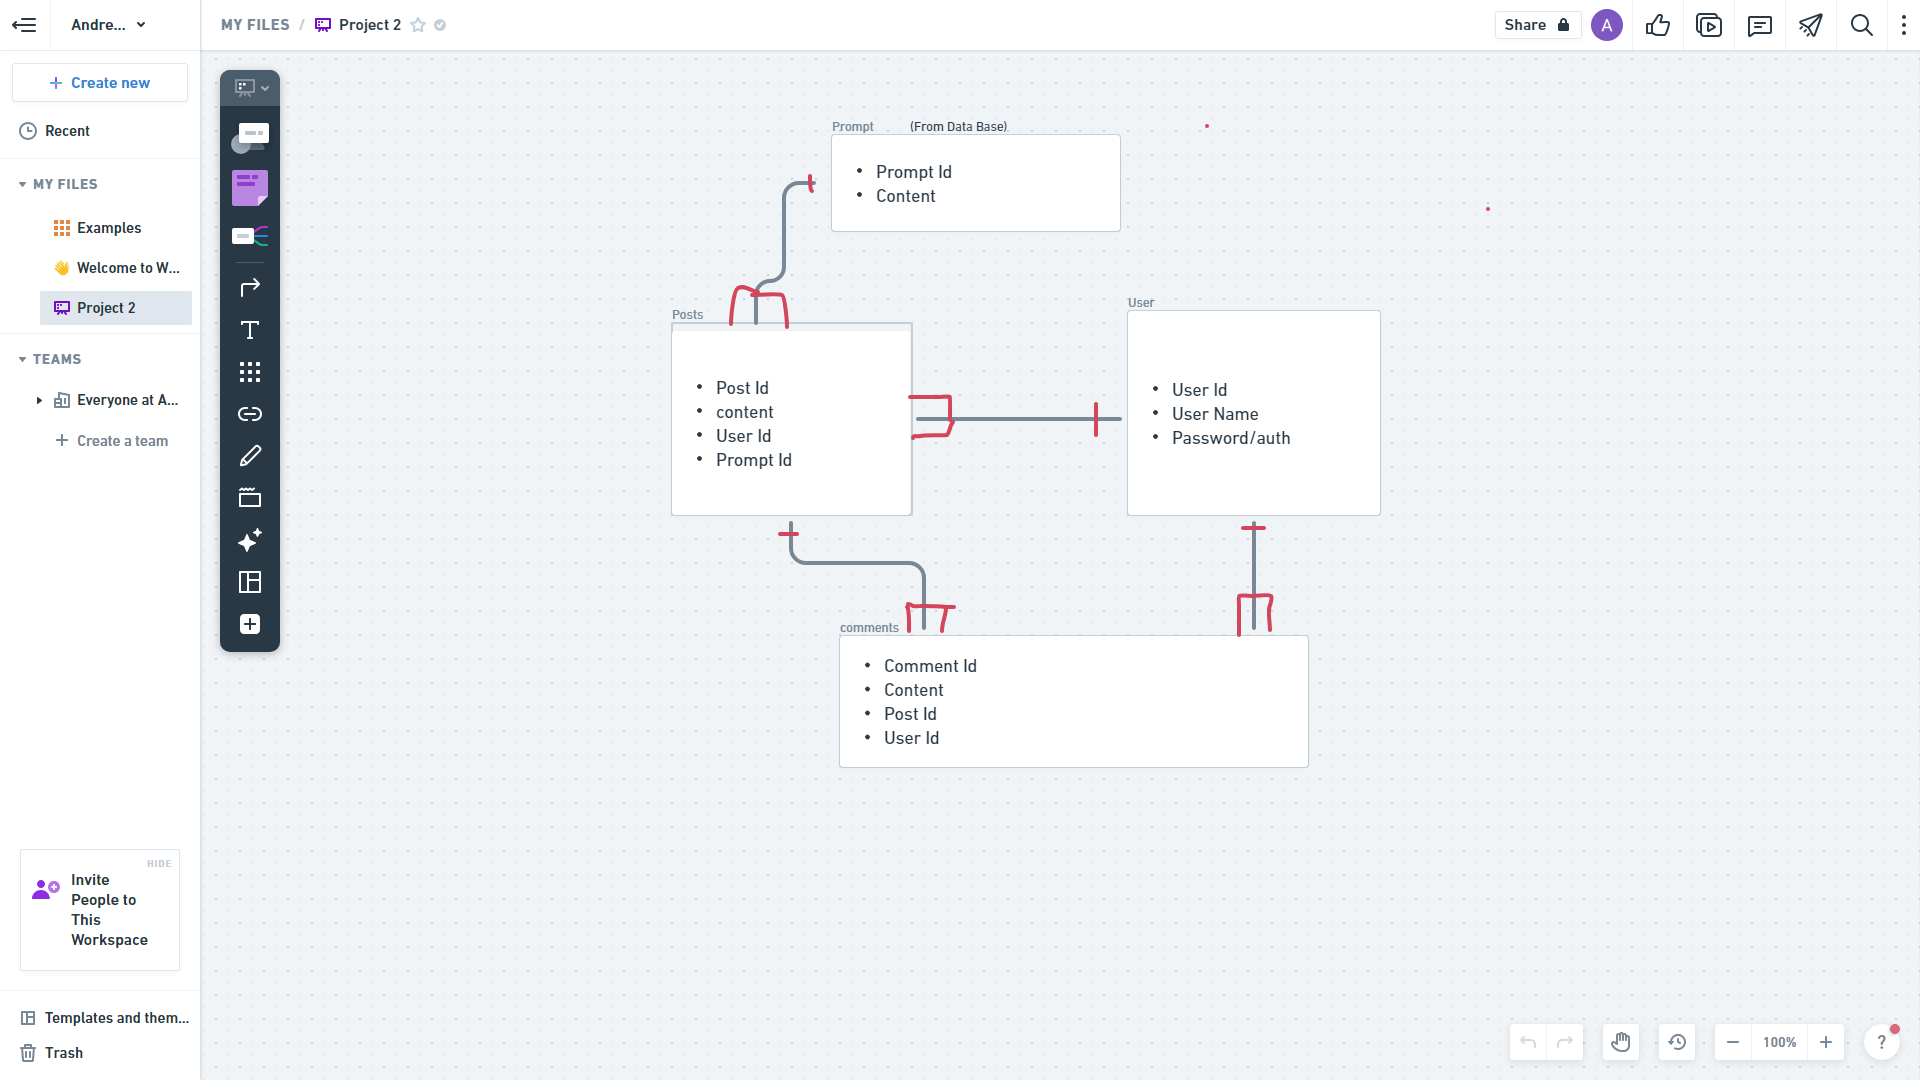 Andre...
MY FILES / Project 2
Share
A
Create new
Recent
MY FILES
Examples
Welcome to W...
Project 2
TEAMS
Everyone at A...
Create a team
Prompt (From Data Base)
• Prompt Id
• Content
Posts
• Post Id
• content
• User Id
• Prompt Id
User
• User Id
• User Name
• Password/auth
comments
• Comment Id
• Content
• Post Id
• User Id
HIDE
Invite
People to
This
Workspace
Templates and them...
Trash
100%
?